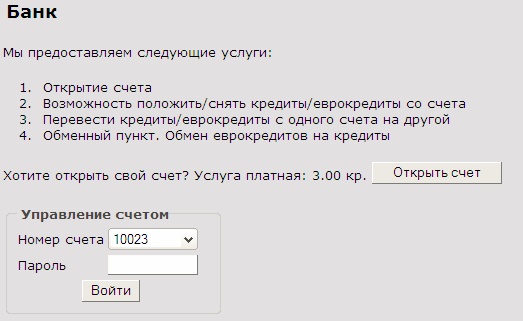 Банк
Мы предоставляем следующие услуги:
1. Открытие счета
2. Возможность положить/снять кредиты/еврокредиты со счета
3. Перевести кредиты/еврокредиты с одного счета на другой
4. Обменный пункт. Обмен еврокредитов на кредиты
Хотите открыть свой счет? Услуга платная: 3.00 кр. Открыть счет
Управление счетом
Номер счета 10023
Пароль
Войти